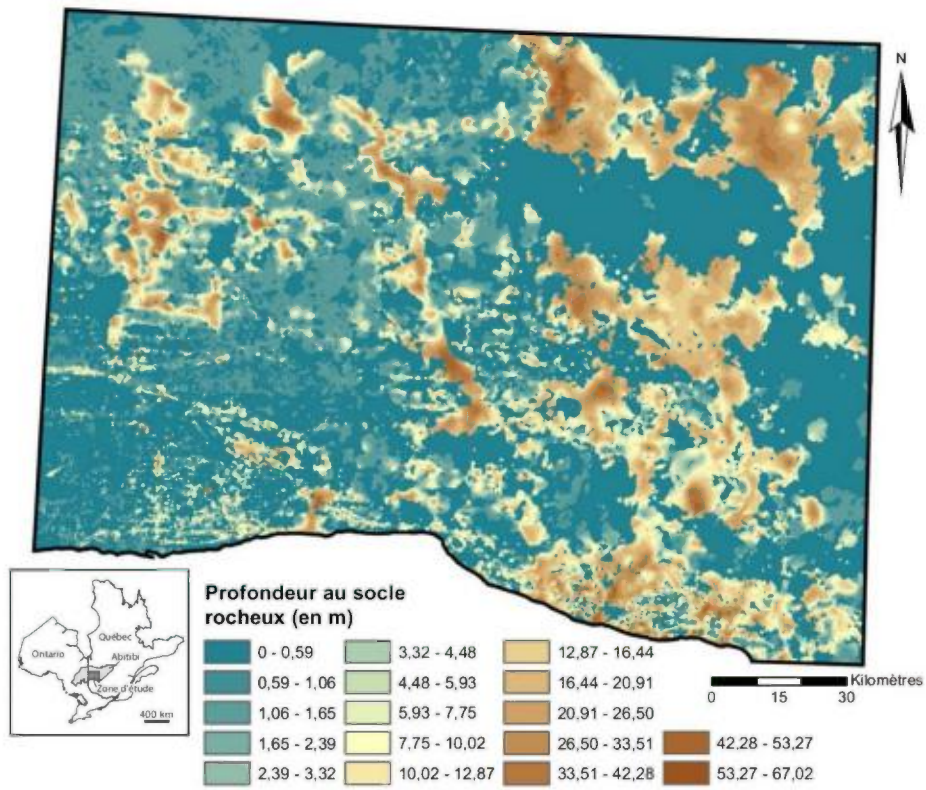 N
Québec
Ontario
Abitibi
Zone d'étude
400 km
Profondeur au socle
rocheux (en m)
0 - 0,59
0,59 - 1,06
1,06 - 1,65
1,65 - 2,39
2,39 - 3,32
3,32 - 4,48
4,48 - 5,93
5,93 - 7,75
7,75 - 10,02
10,02 - 12,87
12,87 - 16,44
16,44 - 20,91
20,91 - 26,50
26,50 - 33,51
33,51 - 42,28
42,28 - 53,27
53,27 - 67,02
Kilomètres
0 15 30